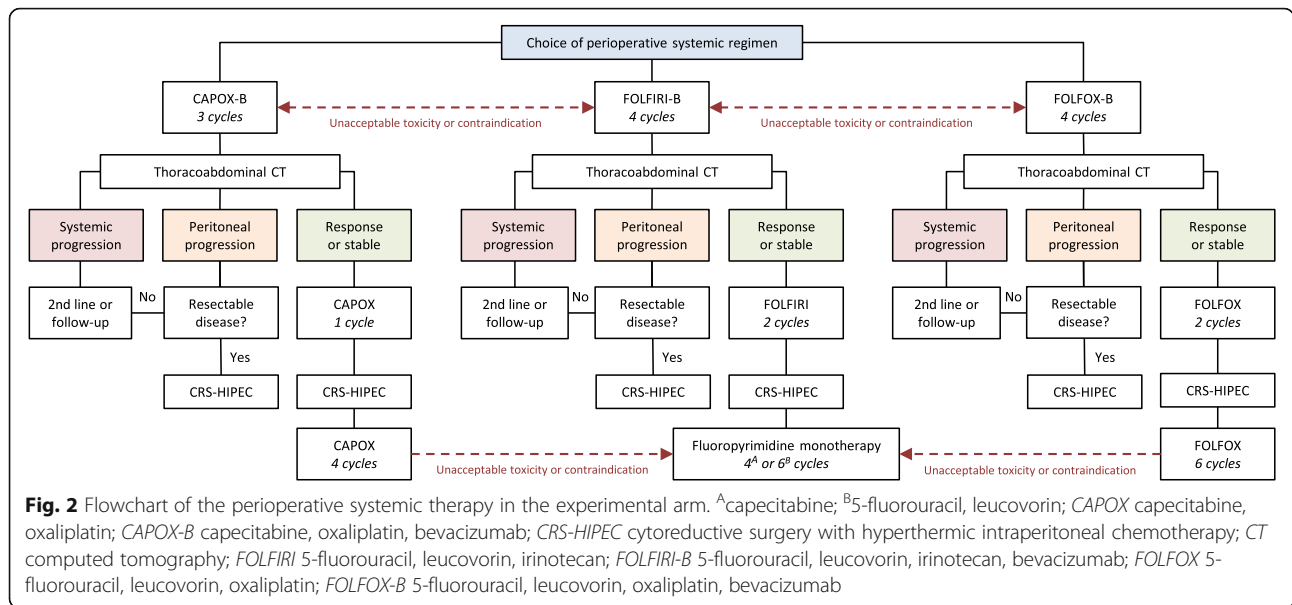 Choice of perioperative systemic regimen
CAPOX-B
3 cycles
Unacceptable toxicity or contraindication
FOLFIRI-B
4 cycles
Unacceptable toxicity or contraindication
FOLFOX-B
4 cycles
Thoracoabdominal CT
Thoracoabdominal CT
Thoracoabdominal CT
Systemic
progression
Peritoneal
progression
Response
or stable
Systemic
progression
Peritoneal
progression
Response
or stable
Systemic
progression
Peritoneal
progression
Response
or stable
2nd line or
follow-up
No
Resectable
disease?
CAPOX
1 cycle
2nd line or
follow-up
No
Resectable
disease?
FOLFIRI
2 cycles
2nd line or
follow-up
No
Resectable
disease?
FOLFOX
2 cycles
Yes
Yes
Yes
CRS-HIPEC
CRS-HIPEC
CRS-HIPEC
CRS-HIPEC
CRS-HIPEC
CRS-HIPEC
CAPOX
4 cycles
Unacceptable toxicity or contraindication
Fluoropyrimidine monotherapy
4^A or 6^B cycles
Unacceptable toxicity or contraindication
FOLFOX
6 cycles
Fig. 2 Flowchart of the perioperative systemic therapy in the experimental arm. ^Acapecitabine; ^B5-fluorouracil, leucovorin; CAPOX capecitabine,
oxaliplatin; CAPOX-B capecitabine, oxaliplatin, bevacizumab; CRS-HIPEC cytoreductive surgery with hyperthermic intraperitoneal chemotherapy; CT
computed tomography; FOLFIRI 5-fluorouracil, leucovorin, irinotecan; FOLFIRI-B 5-fluorouracil, leucovorin, irinotecan, bevacizumab; FOLFOX 5-
fluorouracil, leucovorin, oxaliplatin; FOLFOX-B 5-fluorouracil, leucovorin, oxaliplatin, bevacizumab